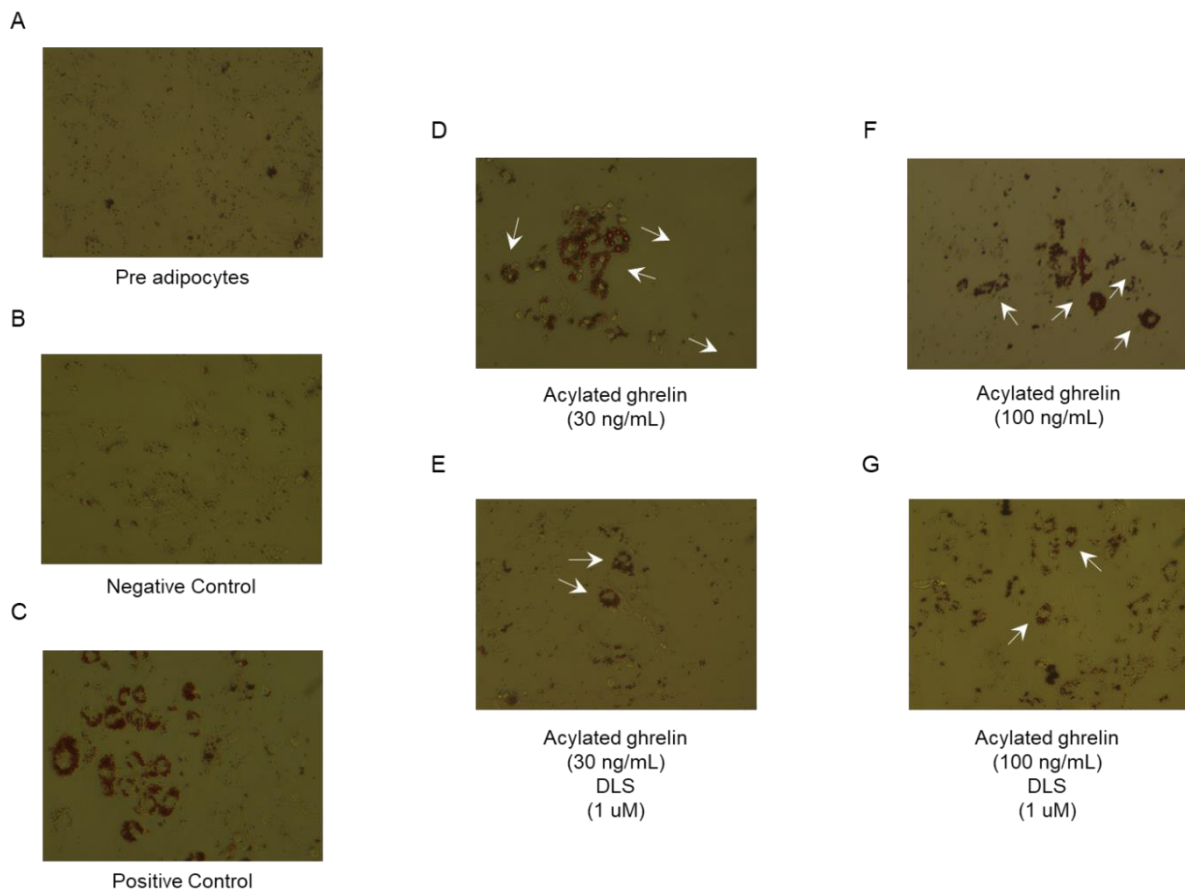 A
Pre adipocytes
B
Negative Control
C
Positive Control
D
Acylated ghrelin
(30 ng/mL)
E
Acylated ghrelin
(30 ng/mL)
DLS
(1 uM)
F
Acylated ghrelin
(100 ng/mL)
G
Acylated ghrelin
(100 ng/mL)
DLS
(1 uM)